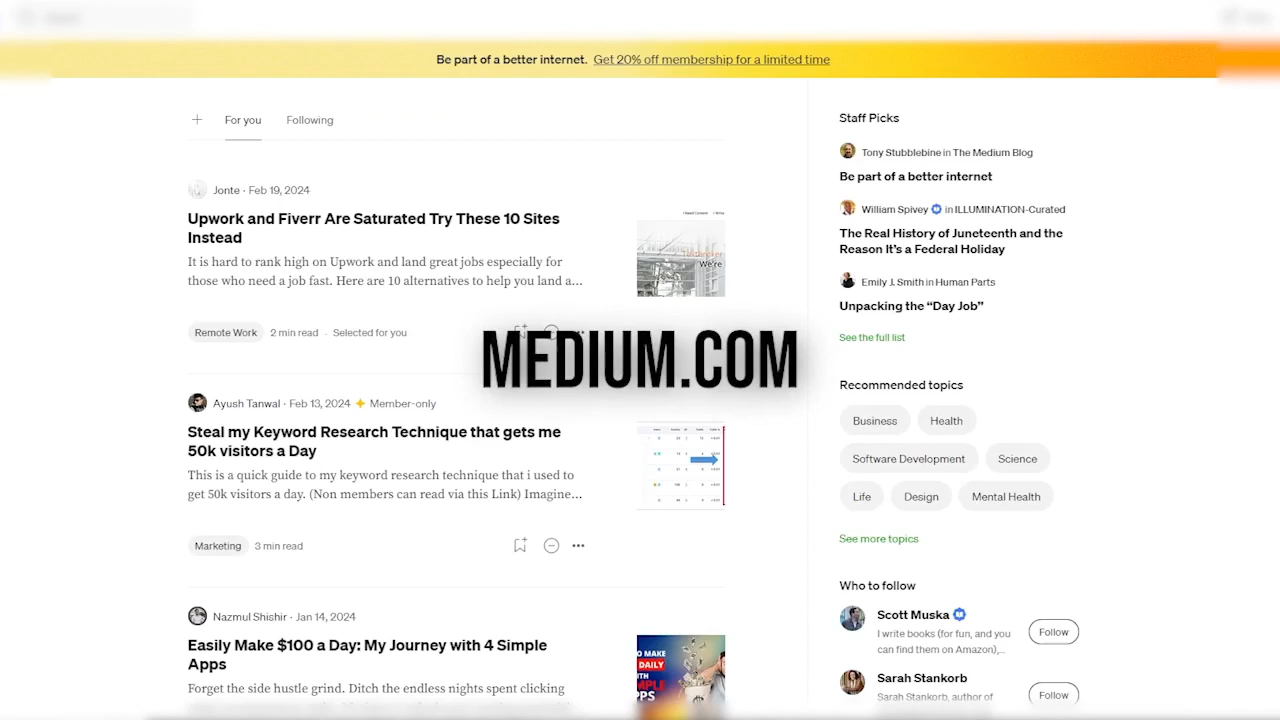 Be part of a better internet. Get 20% off membership for a limited time
For you
Following
Jonte · Feb 19, 2024
Upwork and Fiverr Are Saturated Try These 10 Sites
Instead
It is hard to rank high on Upwork and land great jobs especially for
those who need a job fast. Here are 10 alternatives to help you land a...
We're
Remote Work
2 min read · Selected for you
MEDIUM.COM
Ayush Tanwal · Feb 13, 2024 Member-only
Steal my Keyword Research Technique that gets me
50k visitors a Day
This is a quick guide to my keyword research technique that i used to
get 50k visitors a day. (Non members can read via this Link) Imagine...
Marketing
3 min read
Nazmul Shishir · Jan 14, 2024
Easily Make $100 a Day: My Journey with 4 Simple
Apps
Forget the side hustle grind. Ditch the endless nights spent clicking
O MAKE
DAILY
Staff Picks
Tony Stubblebine in The Medium Blog
Be part of a better internet
William Spivey in ILLUMINATION-Curated
The Real History of Juneteenth and the
Reason It's a Federal Holiday
Emily J. Smith in Human Parts
Unpacking the “Day Job”
See the full list
Recommended topics
Business
Health
Software Development
Science
Life
Design
Mental Health
See more topics
Who to follow
Scott Muska
I write books (for fun, and you
can find them on Amazon),...
Follow
Sarah Stankorb
Sarah Stankorb, author of
Follow